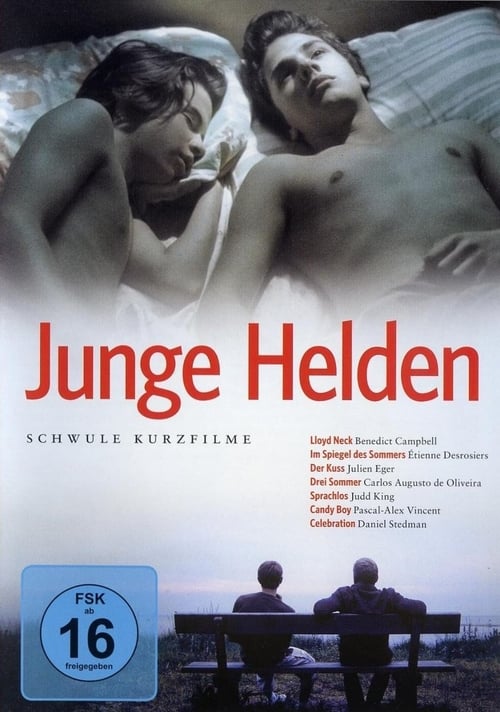 Junge Helden
SCHWULE KURZFILME
Lloyd Neck Benedict Campbell
Im Spiegel des Sommers Étienne Desrosiers
Der Kuss Julien Eger
Drei Sommer Carlos Augusto de Oliveira
Sprachlos Judd King
Candy Boy Pascal-Alex Vincent
Celebration Daniel Stedman
FSK
ab
16
freigegeben